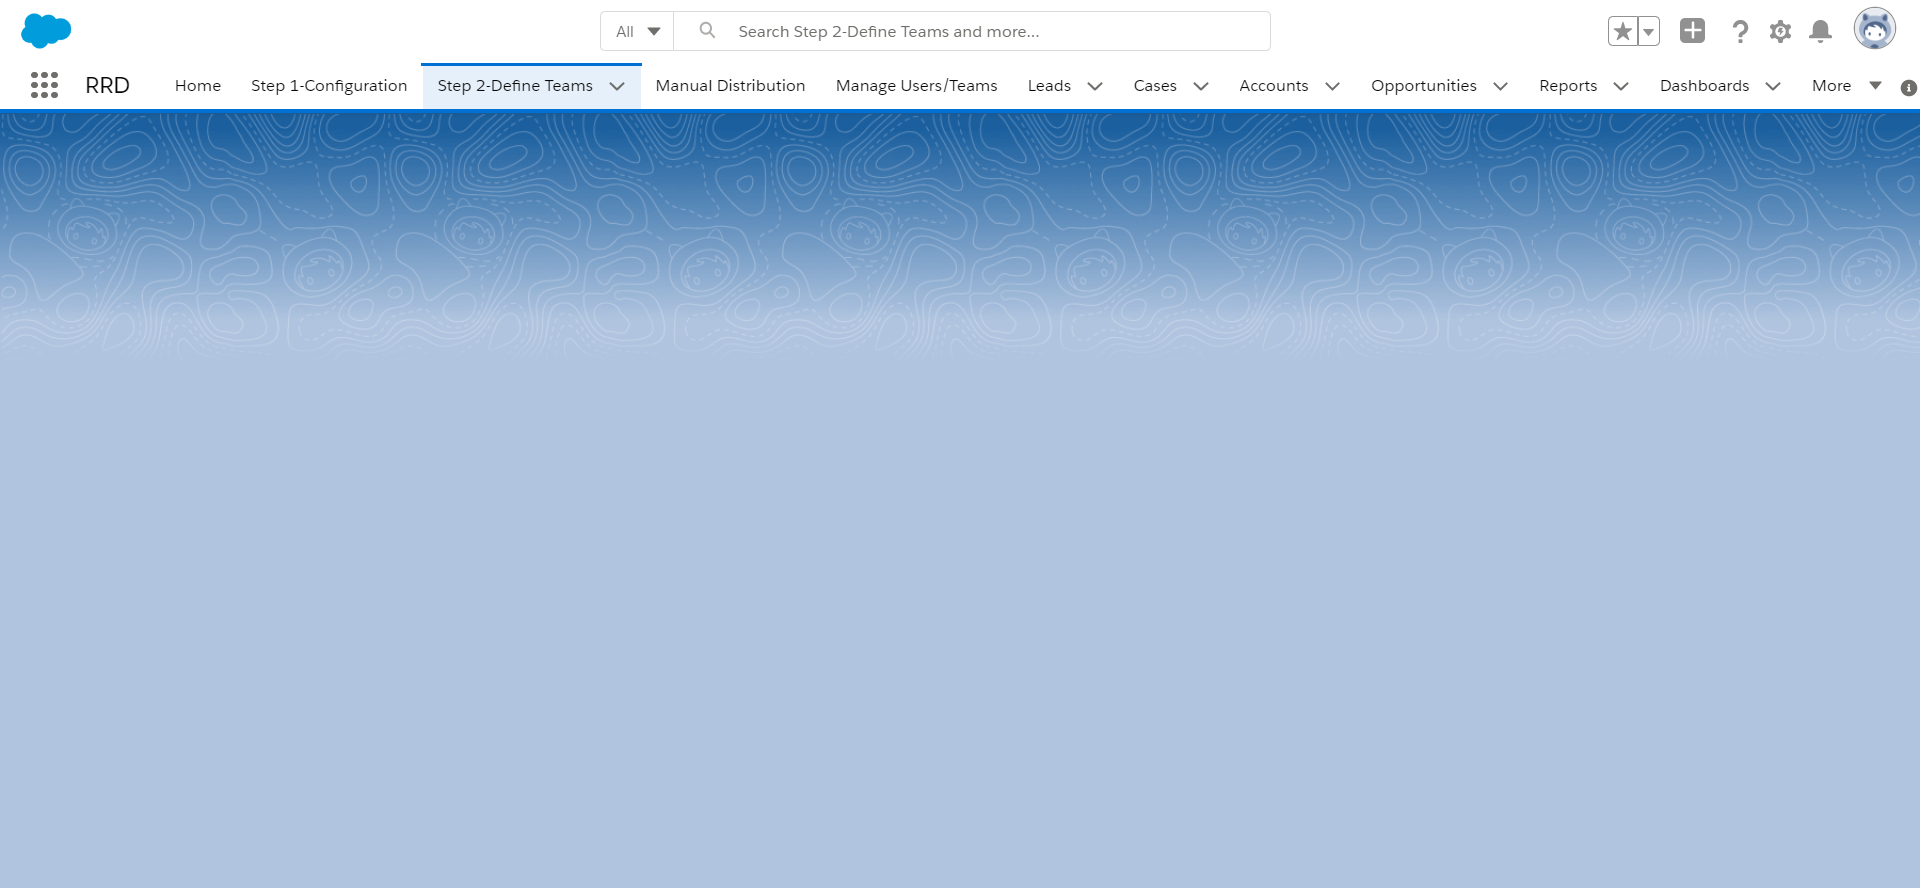 All
Search Step 2-Define Teams and more...
RRD
Home
Step 1-Configuration
Step 2-Define Teams
Manual Distribution
Manage Users/Teams
Leads
Cases
Accounts
Opportunities
Reports
Dashboards
More